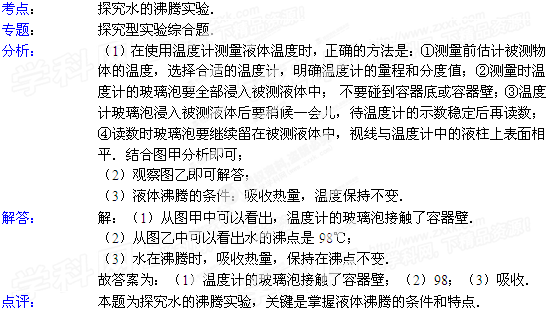 考点： 探究水的沸腾实验．
专题： 探究型实验综合题．
分析： （1）在使用温度计测量液体温度时，正确的方法是：①测量前估计被测物
体的温度，选择合适的温度计，明确温度计的量程和分度值；②测量时温
度计的玻璃泡要全部浸入被测液体中； 不要碰到容器底或容器壁；③温度
计玻璃泡浸入被测液体后要稍候一会儿，待温度计的示数稳定后再读数；
④读数时玻璃泡要继续留在被测液体中，视线与温度计中的液柱上表面相
平．结合图甲分析即可；
（2）观察图乙即可解答；
（3）液体沸腾的条件：吸收热量，温度保持不变．
解答： 解：（1）从图甲中可以看出，温度计的玻璃泡接触了容器壁．
（2）从图乙中可以看出水的沸点是 98℃；
（3）水在沸腾时，吸收热量，保持在沸点不变．
故答案为：（1）温度计的玻璃泡接触了容器壁；（2）98；（3）吸收．
点评： 本题为探究水的沸腾实验，关键是掌握液体沸腾的条件和特点．